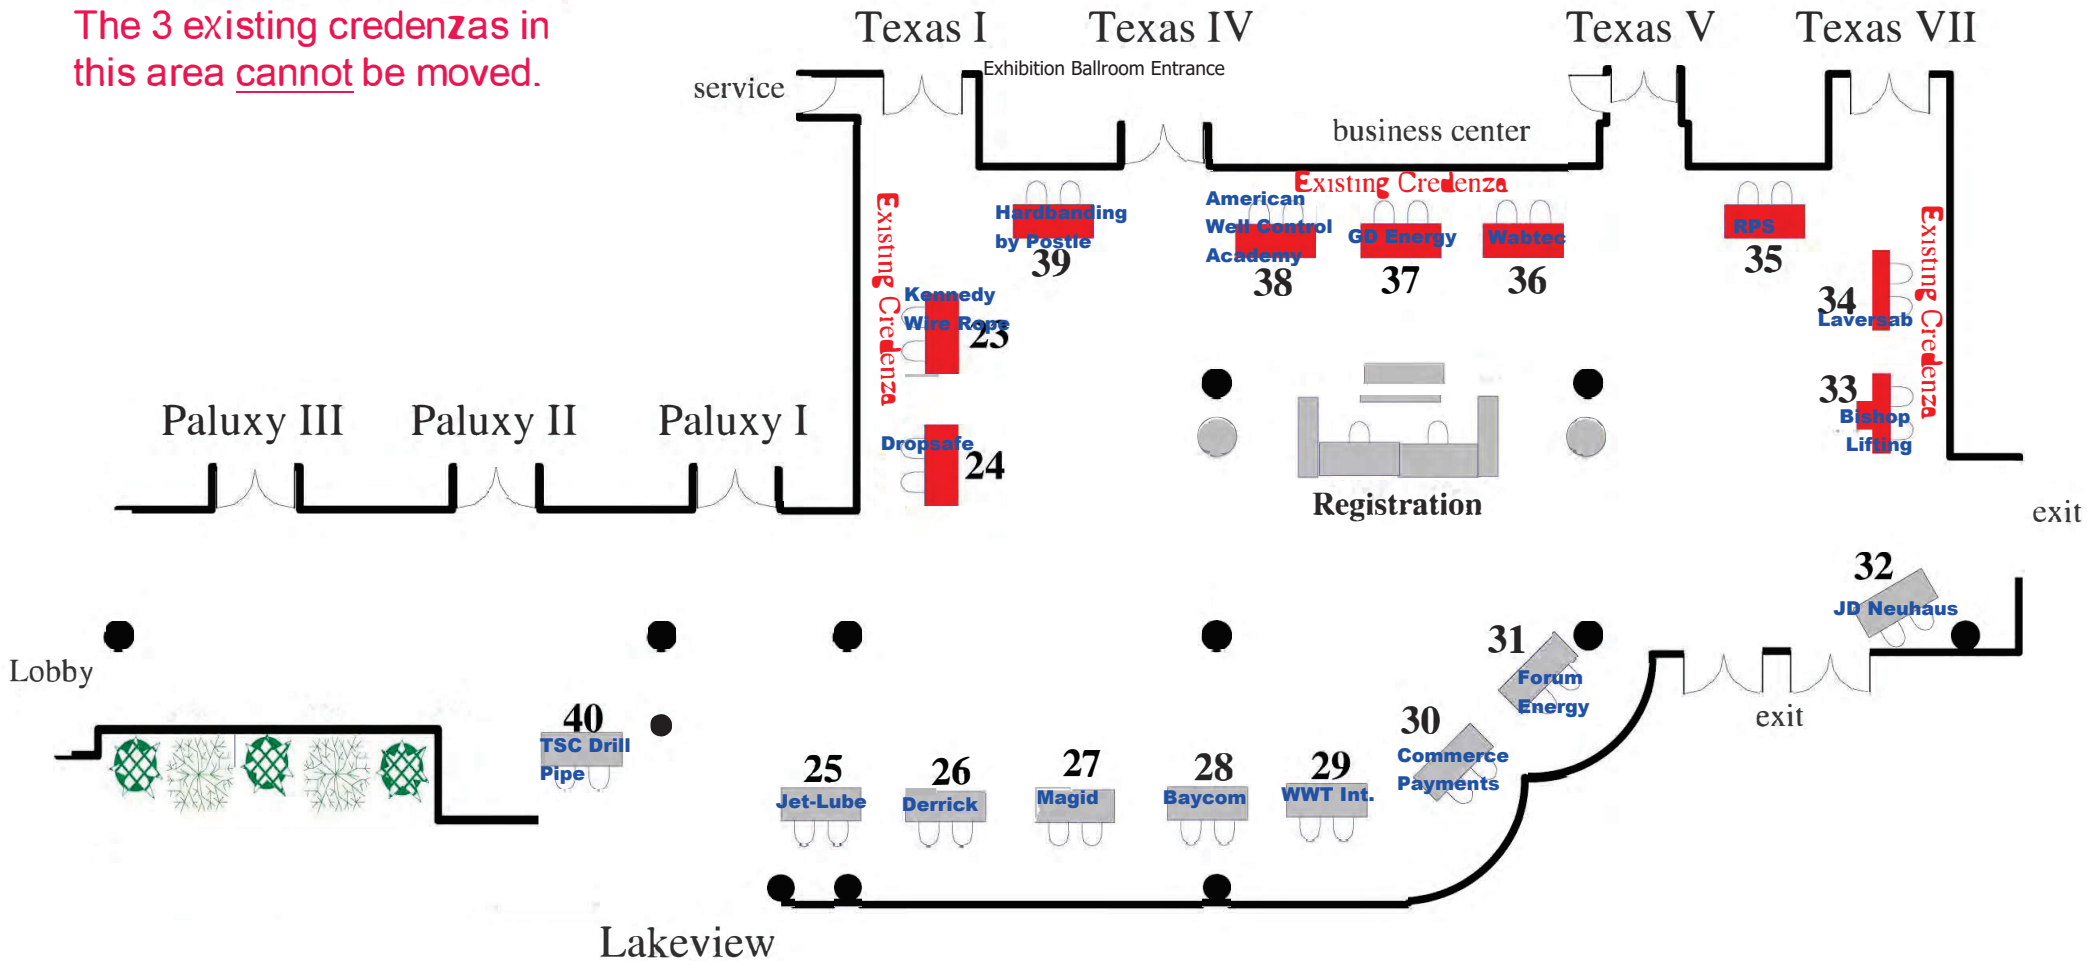 The 3 existing credenzas in
this area cannot be moved.
Texas I
Texas IV
Texas V
Texas VII
Exhibition Ballroom Entrance
service
business center
Existing Credenza
Existing Credenza
Existing Credenza
Hardbanding
by Postle
39
American
Well Control
Academy
38
GD Energy
37
Wabtec
36
RPS
35
34
Laversab
33
Bishop
Lifting
Kennedy
Wire Rope
23
Dropsafe
24
Paluxy III
Paluxy II
Paluxy I
Registration
exit
32
JD Neuhaus
31
Forum
Energy
30
Commerce
Payments
exit
Lobby
40
TSC Drill
Pipe
25
Jet-Lube
26
Derrick
27
Magid
28
Baycom
29
WWT Int.
Lakeview